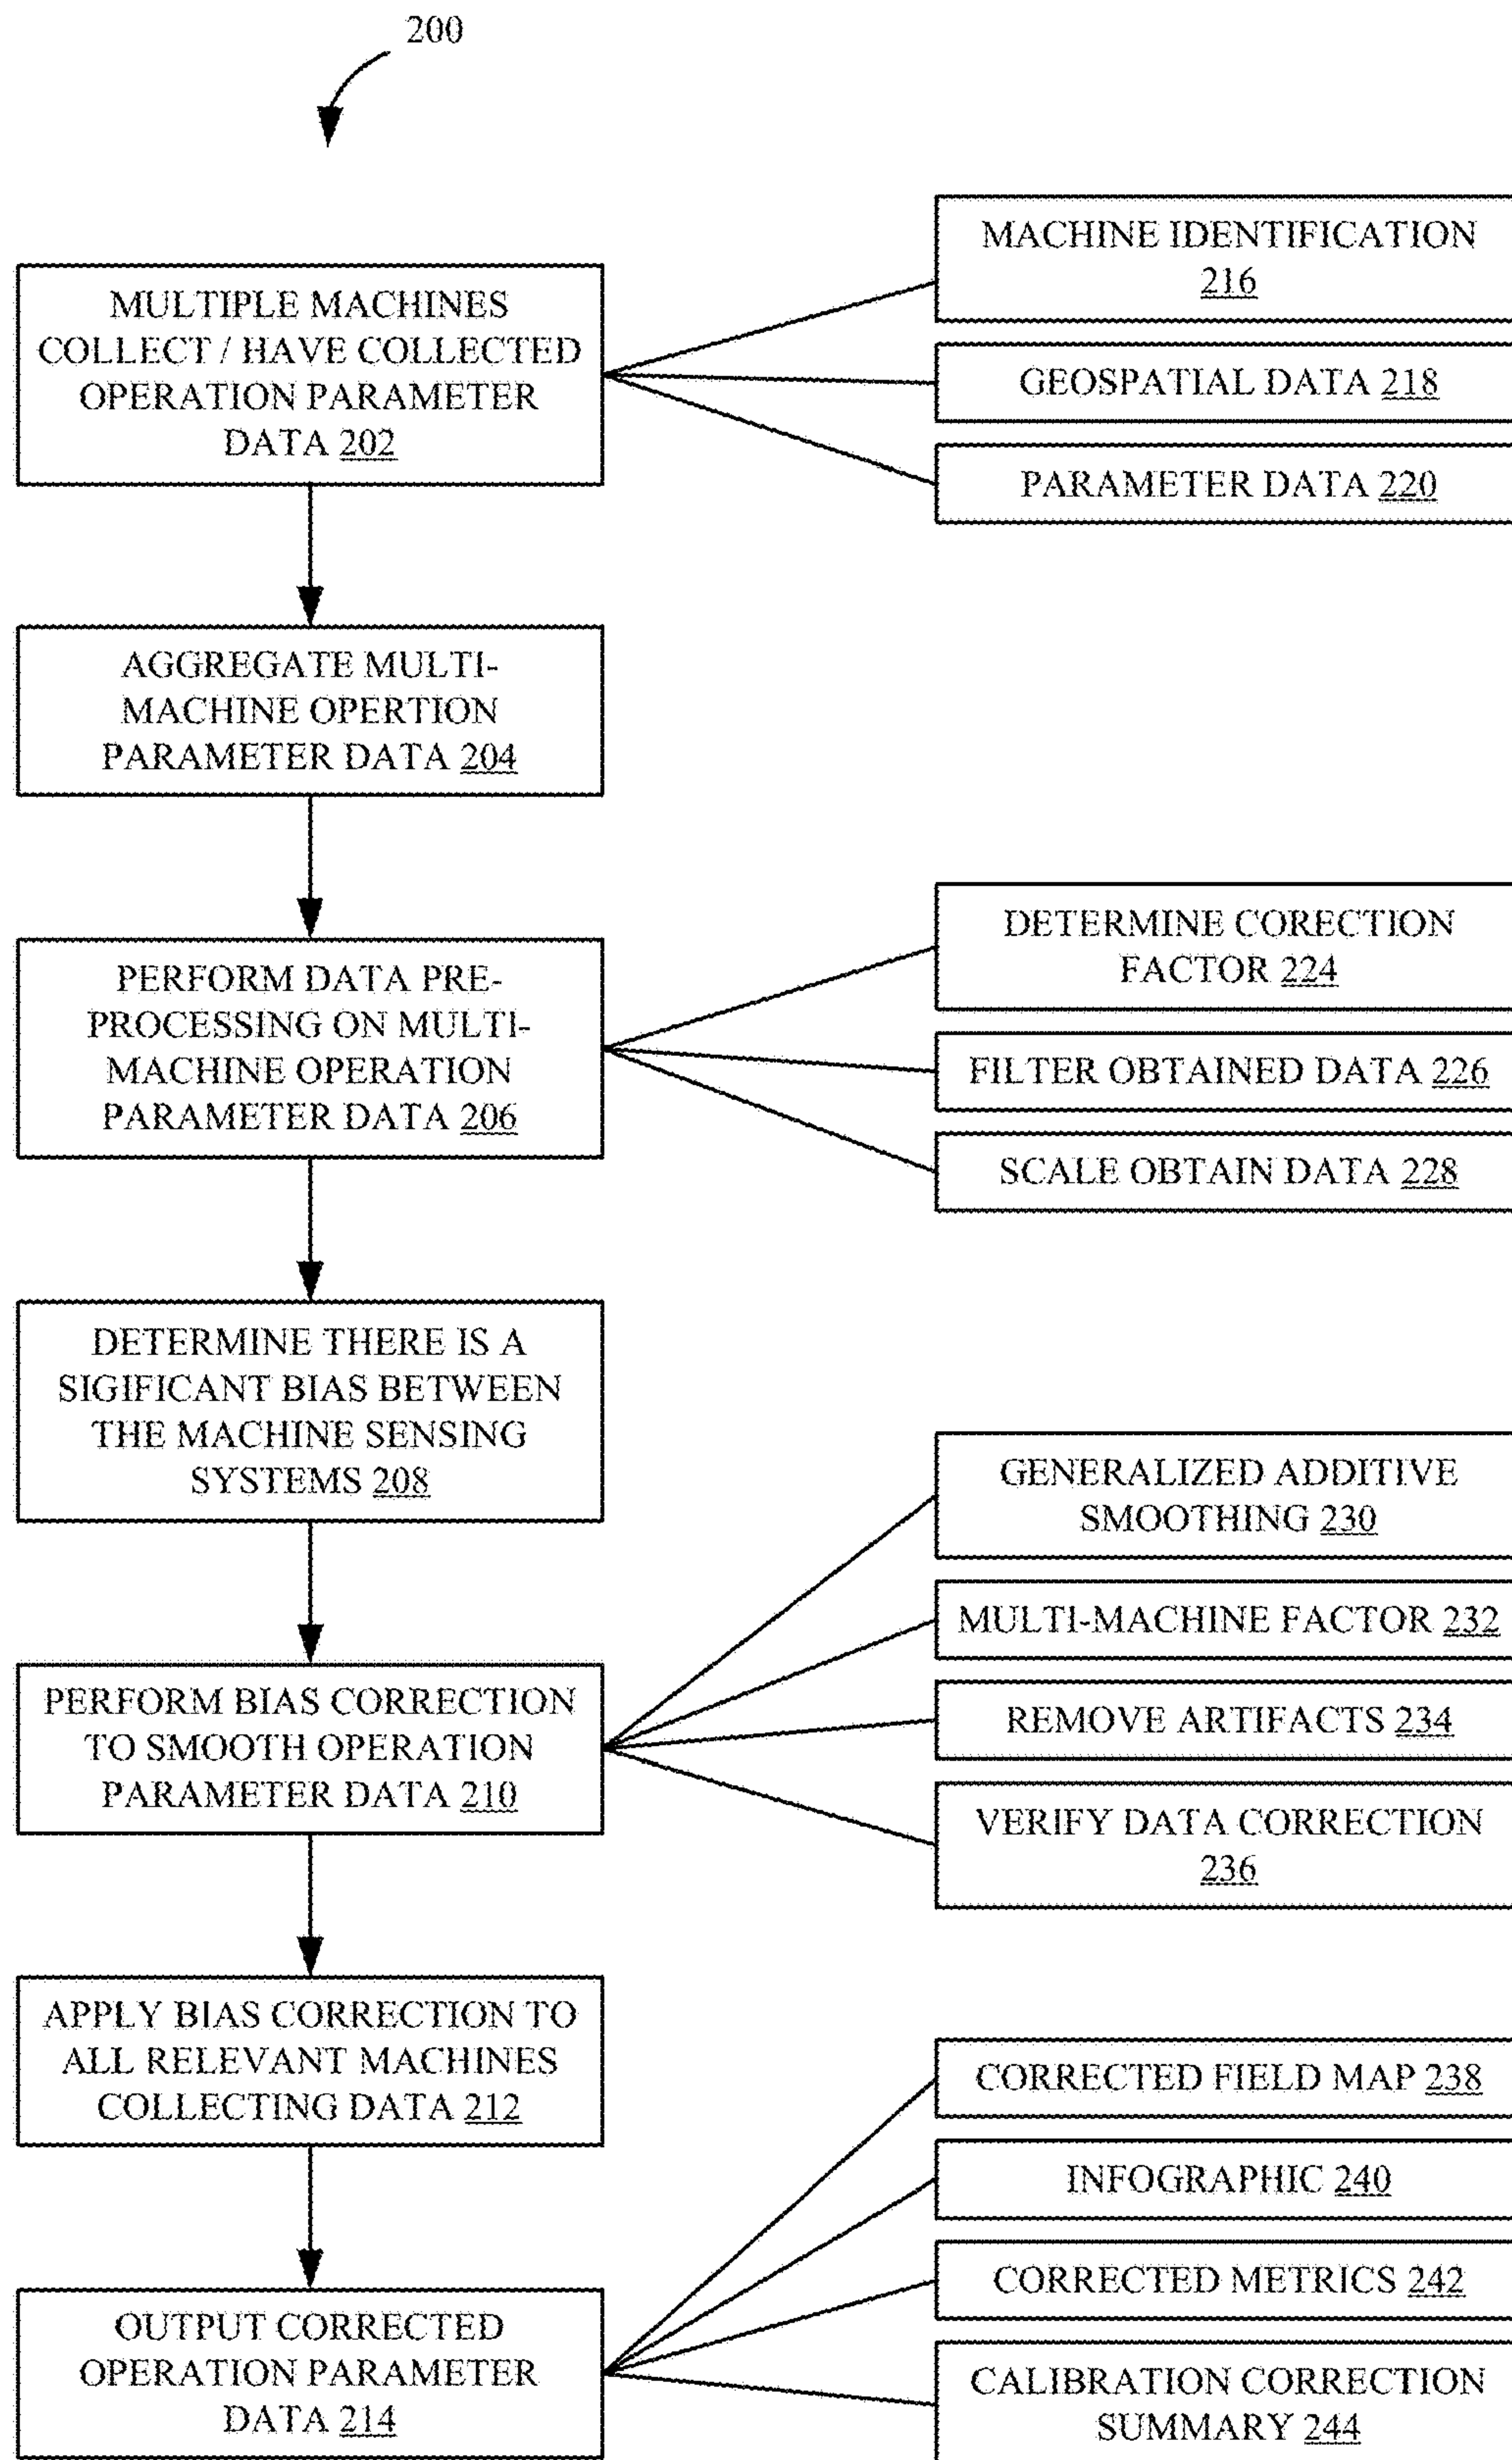 200
MACHINE IDENTIFICATION
216
MULTIPLE MACHINES
COLLECT / HAVE COLLECTED
OPERATION PARAMETER
DATA 202
GEOSPATIAL DATA 218
PARAMETER DATA 220
AGGREGATE MULTI-
MACHINE OPERTION
PARAMETER DATA 204
DETERMINE CORECTION
FACTOR 224
PERFORM DATA PRE-
PROCESSING ON MULTI-
MACHINE OPERATION
PARAMETER DATA 206
FILTER OBTAINED DATA 226
SCALE OBTAIN DATA 228
DETERMINE THERE IS A
SIGIFICANT BIAS BETWEEN
THE MACHINE SENSING
SYSTEMS 208
GENERALIZED ADDITIVE
SMOOTHING 230
MULTI-MACHINE FACTOR 232
PERFORM BIAS CORRECTION
TO SMOOTH OPERATION
PARAMETER DATA 210
REMOVE ARTIFACTS 234
VERIFY DATA CORRECTION
236
APPLY BIAS CORRECTION TO
ALL RELEVANT MACHINES
COLLECTING DATA 212
CORRECTED FIELD MAP 238
INFOGRAPHIC 240
CORRECTED METRICS 242
OUTPUT CORRECTED
OPERATION PARAMETER
DATA 214
CALIBRATION CORRECTION
SUMMARY 244